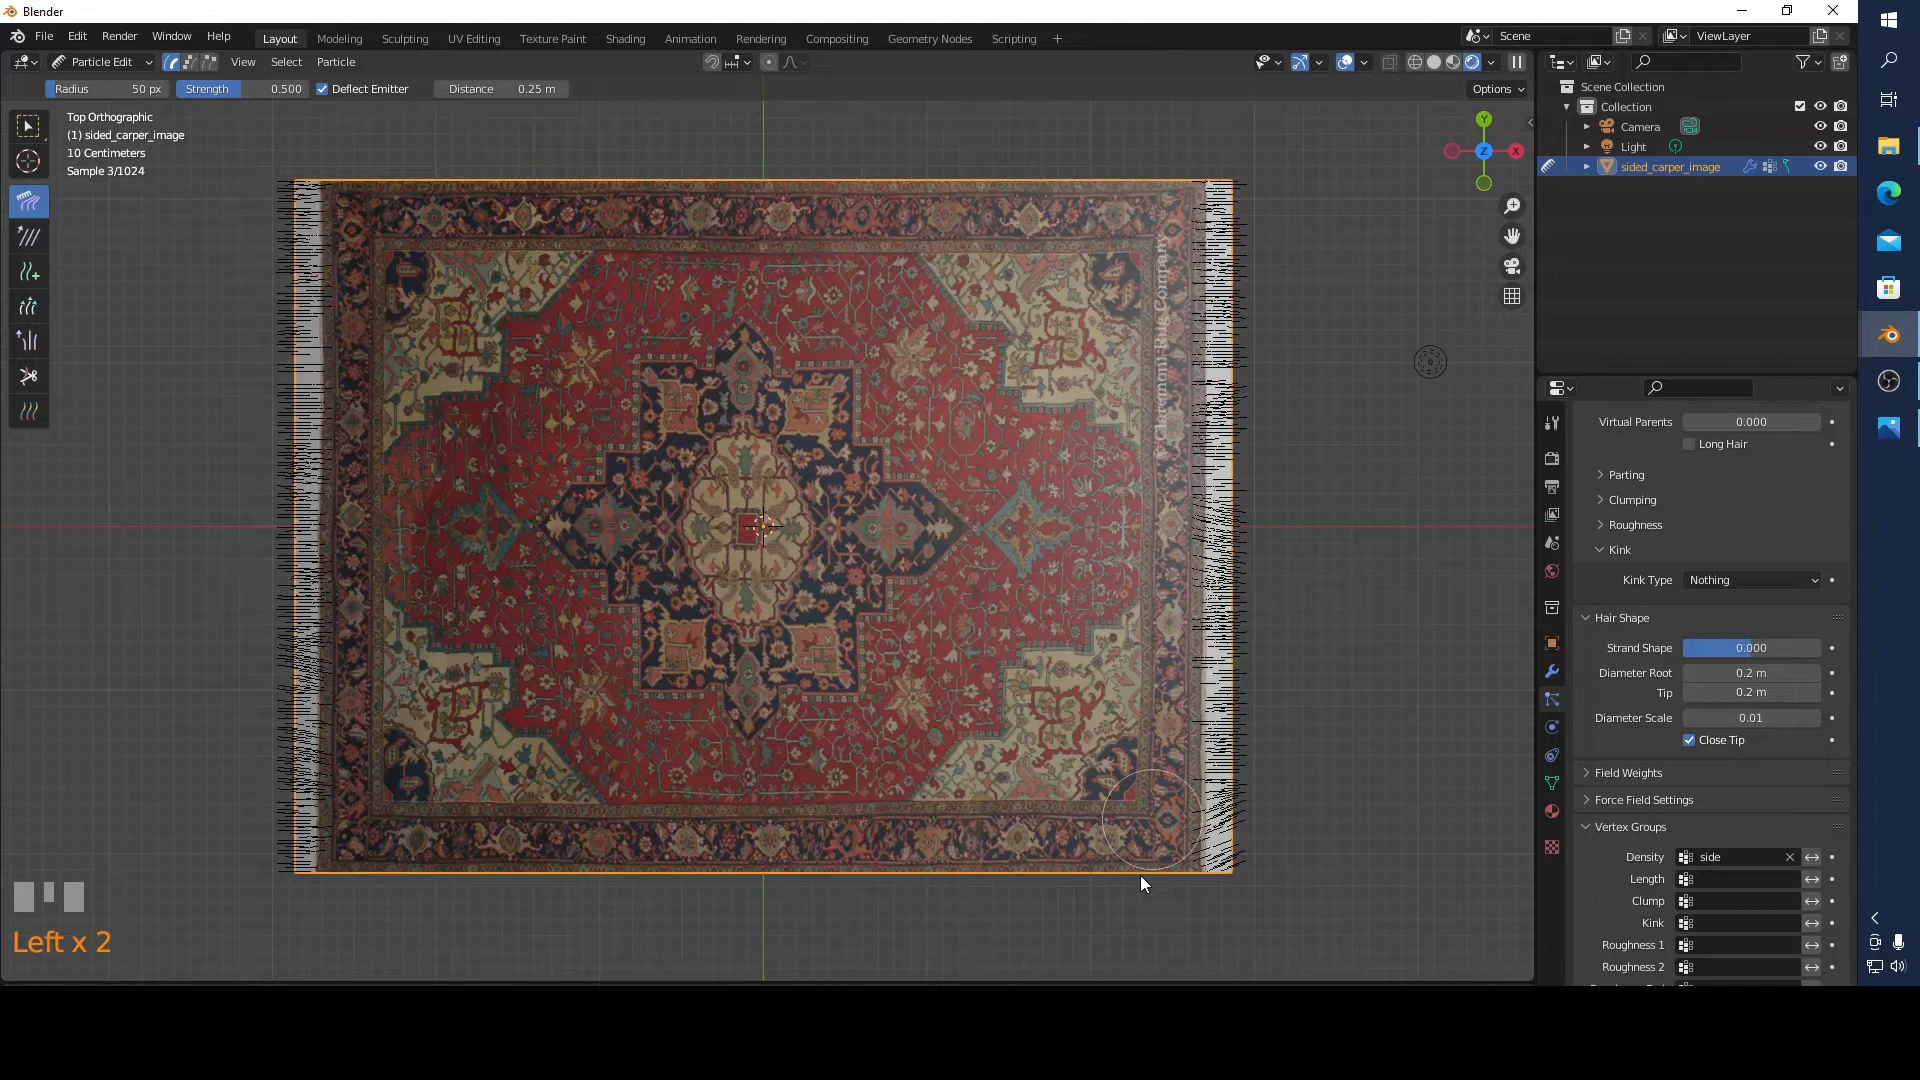 Blender
File Edit Render Window Help
Layout Modeling Sculpting UV Editing Texture Paint Shading Animation Rendering Compositing Geometry Nodes Scripting +
Scene
ViewLayer
Particle Edit View Select Particle
Radius 50 px Strength 0.500 Deflect Emitter Distance 0.25 m Options
Top Orthographic
(1) sided_carper_image
10 Centimeters
Sample 3/1024
Y
Z
X
Scene Collection
Collection
Camera
Light
sided_carper_image
Virtual Parents 0.000
Long Hair
Parting
Clumping
Roughness
Kink
Kink Type Nothing
Hair Shape
Strand Shape 0.000
Diameter Root 0.2 m
Tip 0.2 m
Diameter Scale 0.01
Close Tip
Field Weights
Force Field Settings
Vertex Groups
Density side
Length
Clump
Kink
Roughness 1
Roughness 2
Left x 2